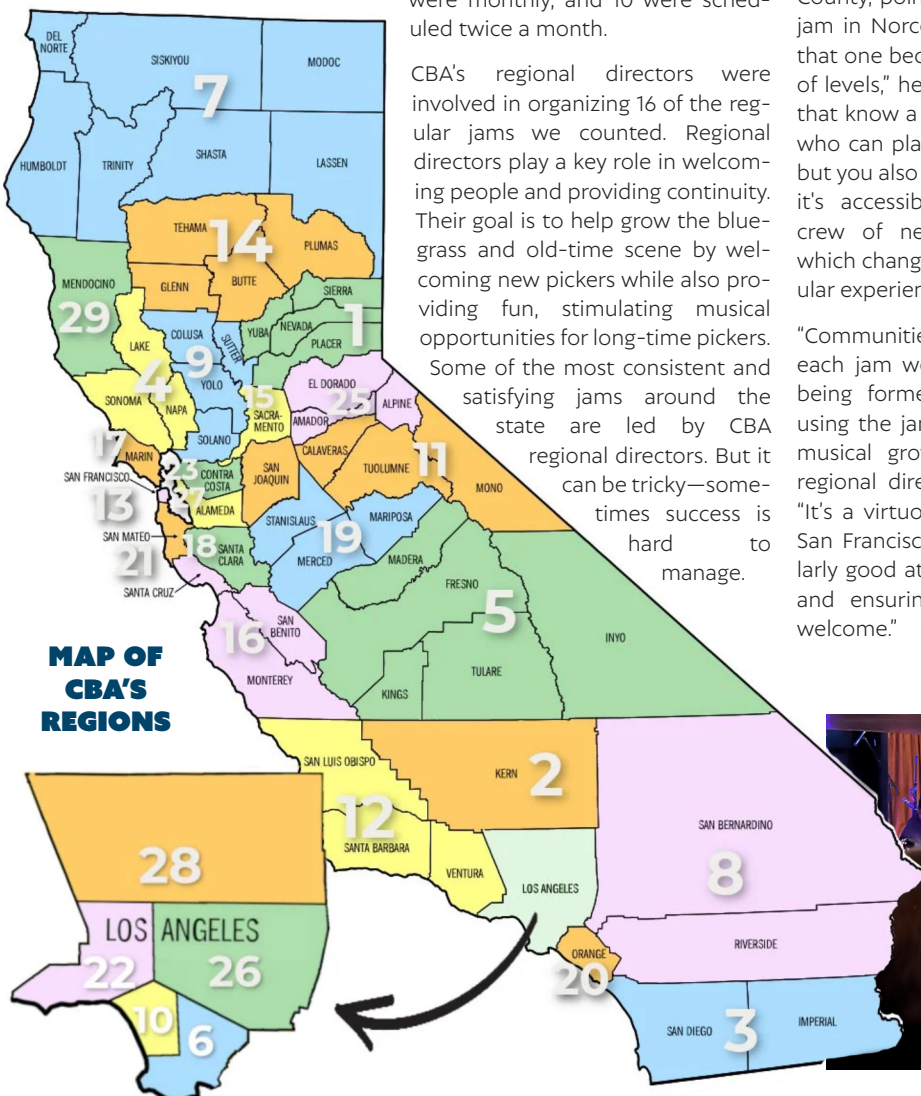 were monthly, and 10 were sched-
uled twice a month.
CBA's regional directors were
involved in organizing 16 of the reg-
ular jams we counted. Regional
directors play a key role in welcom-
ing people and providing continuity.
Their goal is to help grow the blue-
grass and old-time scene by wel-
coming new pickers while also pro-
viding fun, stimulating musical
opportunities for long-time pickers.
Some of the most consistent and
satisfying jams around the
state are led by CBA
regional directors. But it
can be tricky—some-
times success is
hard to
manage.
jam in Norc
that one bec
of levels," he
that know a
who can pla
but you also
it's accessib
crew of ne
which chang
ular experien
"Communitie
each jam we
being forme
using the jar
musical grov
regional dire
"It's a virtuo
San Francisc
larly good at
and ensurin
welcome."
MAP OF
CBA'S
REGIONS
DEL
NORTE
SISKIYOU
MODOC
7
HUMBOLDT
TRINITY
SHASTA
LASSEN
TEHAMA
14
PLUMAS
GLENN
BUTTE
MENDOCINO
29
SIERRA
YUBA
NEVADA
1
PLACER
LAKE
COLUSA
SUTTER
4
9
YOLO
SONOMA
NAPA
15
SACRA-
MENTO
EL DORADO
25
ALPINE
AMADOR
SOLANO
17
MARIN
SAN FRANCISCO
13
23
CONTRA
COSTA
27
ALAMEDA
SAN
JOAQUIN
CALAVERAS
TUOLUMNE
11
MONO
SAN MATEO
21
18
SANTA
CLARA
STANISLAUS
MARIPOSA
19
MERCED
SANTA CRUZ
MADERA
FRESNO
5
INYO
16
SAN
BENITO
MONTEREY
KINGS
TULARE
SAN LUIS OBISPO
KERN
2
12
SANTA BARBARA
VENTURA
LOS ANGELES
SAN BERNARDINO
8
RIVERSIDE
ORANGE
20
SAN DIEGO
3
IMPERIAL
28
LOS ANGELES
22
26
10
6